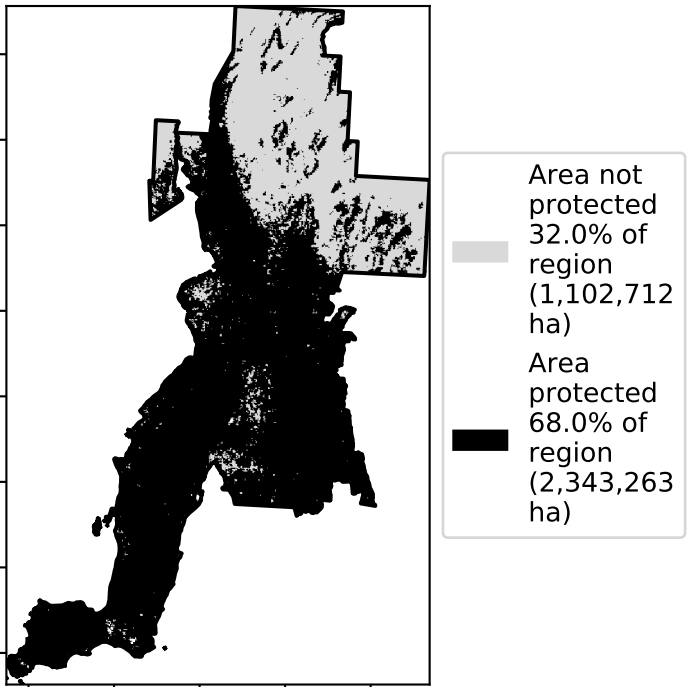 Area not
protected
32.0% of
region
(1,102,712
ha)
Area
protected
68.0% of
region
(2,343,263
ha)